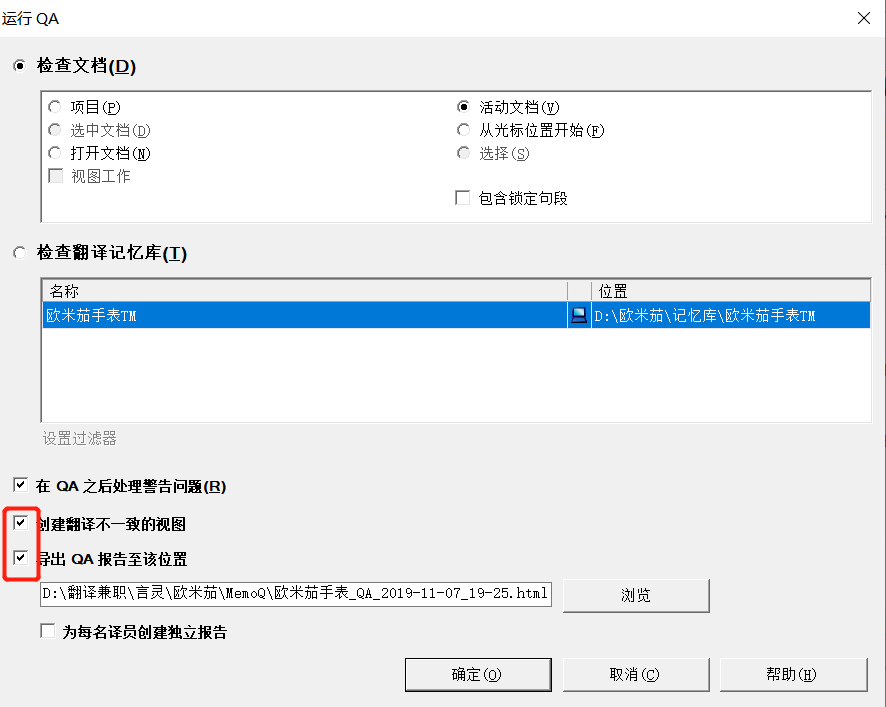 运行 QA
检查文档(D)
项目(P)
活动文档(V)
选中文档(D)
从光标位置开始(F)
打开文档(N)
选择(S)
视图工作
包含锁定句段
检查翻译记忆库(T)
名称 位置
欧米茄手表TM D:\欧米茄\记忆库\欧米茄手表TM
设置过滤器
在 QA 之后处理警告问题(R)
创建翻译不一致的视图
导出 QA 报告至该位置
D:\翻译兼职\言灵\欧米茄\MemoQ\欧米茄手表_QA_2019-11-07_19-25.html 浏览
为每名译员创建独立报告
确定(O) 取消(C) 帮助(H)